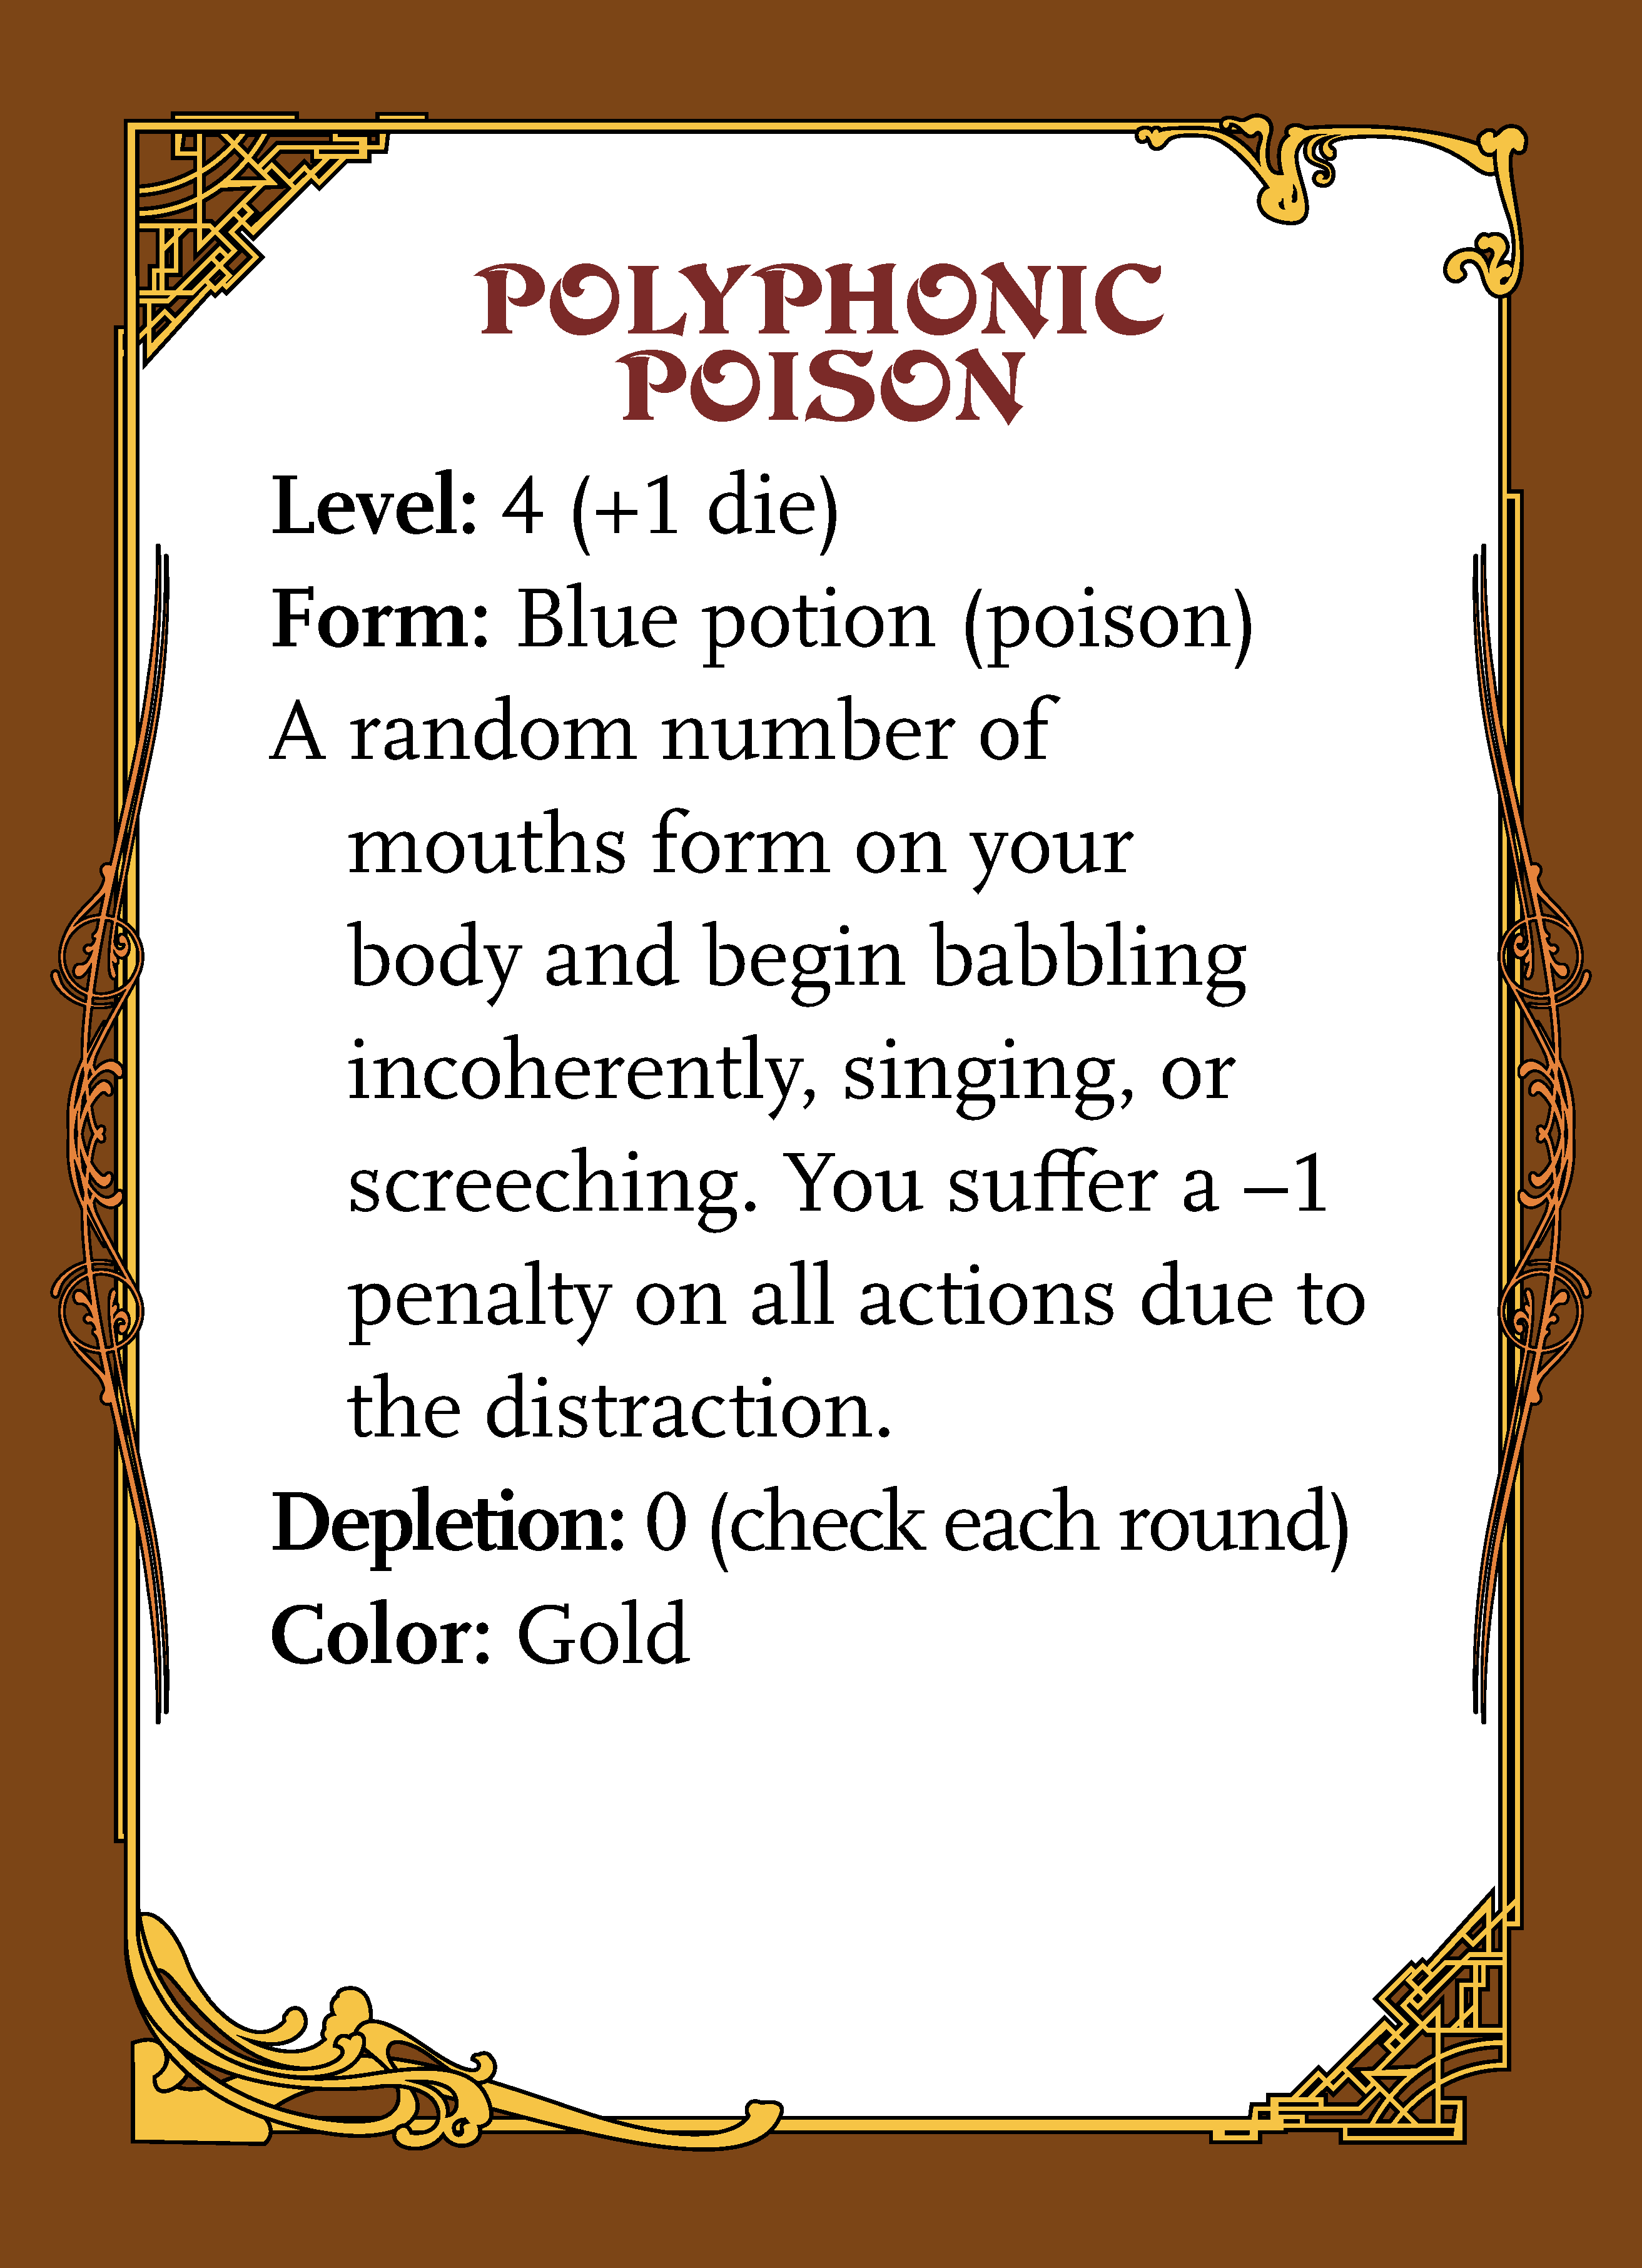 POLYPHONIC
POISON
Level: 4 (+1 die)
Form: Blue potion (poison)
A random number of
mouths form on your
body and begin babbling
incoherently, singing, or
screeching. You suffer a –1
penalty on all actions due to
the distraction.
Depletion: 0 (check each round)
Color: Gold